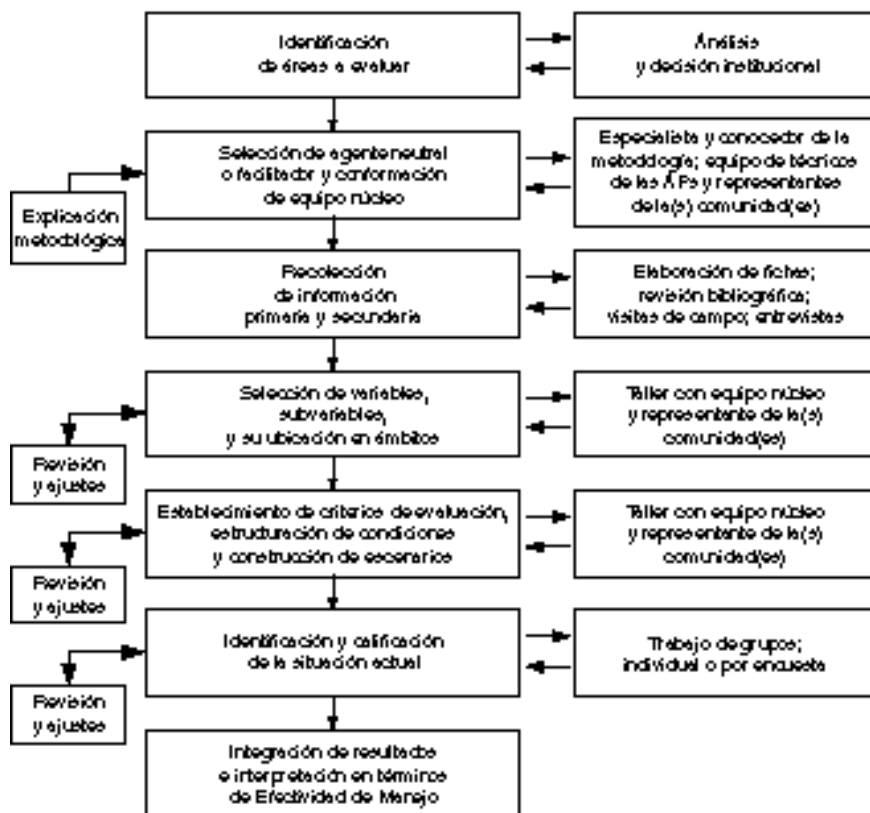 Identificación
de áreas a evaluar
Análisis
y decisión institucional
Selección de agente neutral
o facilitador y conformación
de equipo núcleo
Especialista y conocedor de la
metodología; equipo de técnicos
de las ÁPs y representantes
de la(s) comunidad(es)
Explicación
metodológica
Recolección
de información
primaria y secundaria
Elaboración de fichas;
revisión bibliográfica;
visitas de campo; entrevistas
Selección de variables,
subvariables,
y su ubicación en ámbitos
Taller con equipo núcleo
y representante de la(s)
comunidad(es)
Revisión
y ajustes
Establecimiento de criterios de evaluación,
estructuración de condiciones
y construcción de escenarios
Taller con equipo núcleo
y representante de la(s)
comunidad(es)
Revisión
y ajustes
Identificación y calificación
de la situación actual
Trabajo de grupos;
individual o por encuesta
Revisión
y ajustes
Integración de resultados
e interpretación en términos
de Efectividad de Manejo